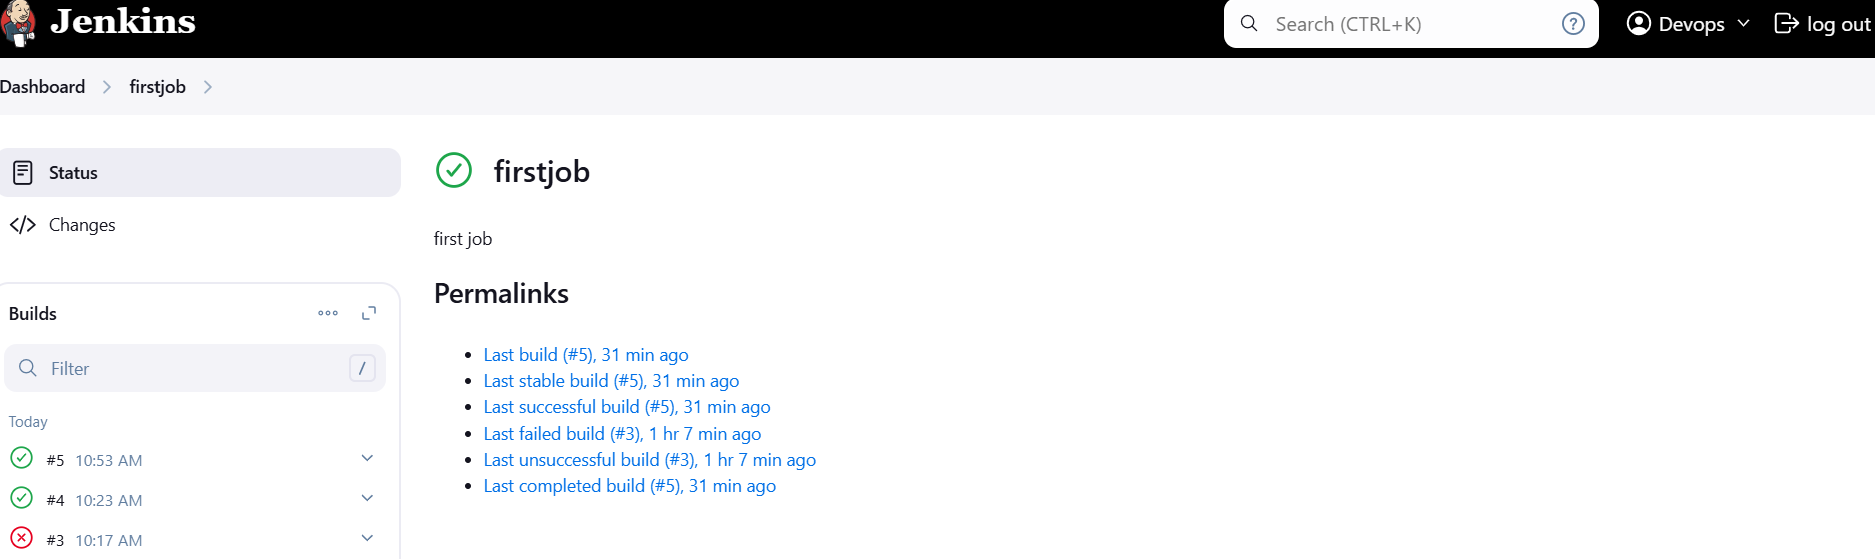 Jenkins
Search (CTRL+K)
?
Devops
log out
Dashboard
firstjob
Status
Changes
firstjob
first job
Permalinks
Last build (#5), 31 min ago
Last stable build (#5), 31 min ago
Last successful build (#5), 31 min ago
Last failed build (#3), 1 hr 7 min ago
Last unsuccessful build (#3), 1 hr 7 min ago
Last completed build (#5), 31 min ago
Builds
Filter /
Today
#5 10:53 AM
#4 10:23 AM
#3 10:17 AM